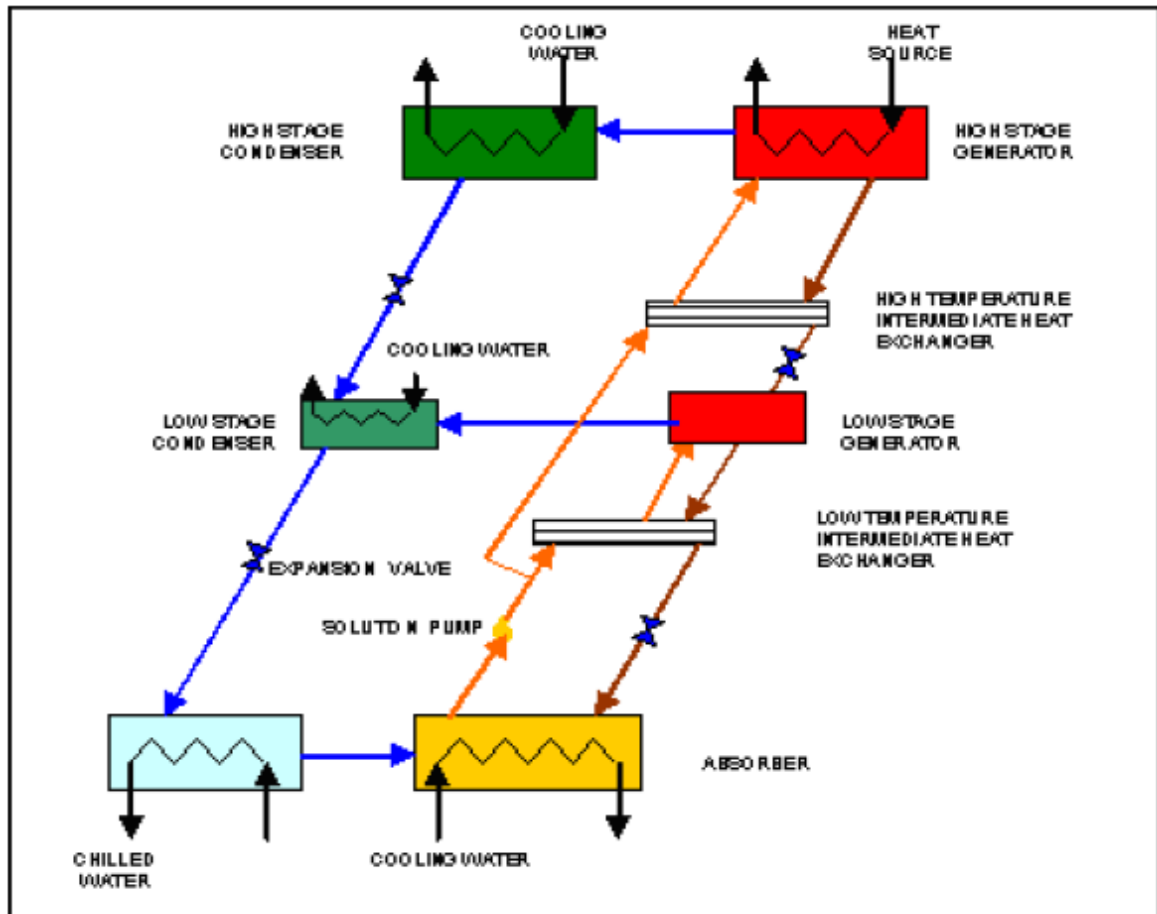 COOLING
WATER
HEAT
SOURCE
HIGH STAGE
CONDENSER
HIGH STAGE
GENERATOR
HIGH TEMPERATURE
INTERMEDIATE HEAT
EXCHANGER
COOLING WATER
LOW STAGE
CONDENSER
LOW STAGE
GENERATOR
LOW TEMPERATURE
INTERMEDIATE HEAT
EXCHANGER
EXPANSION VALVE
SOLUTION PUMP
ABSORBER
CHILLED
WATER
COOLING WATER